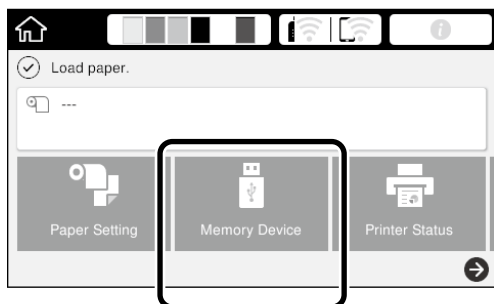 Load paper.
---
Paper Setting
Memory Device
Printer Status